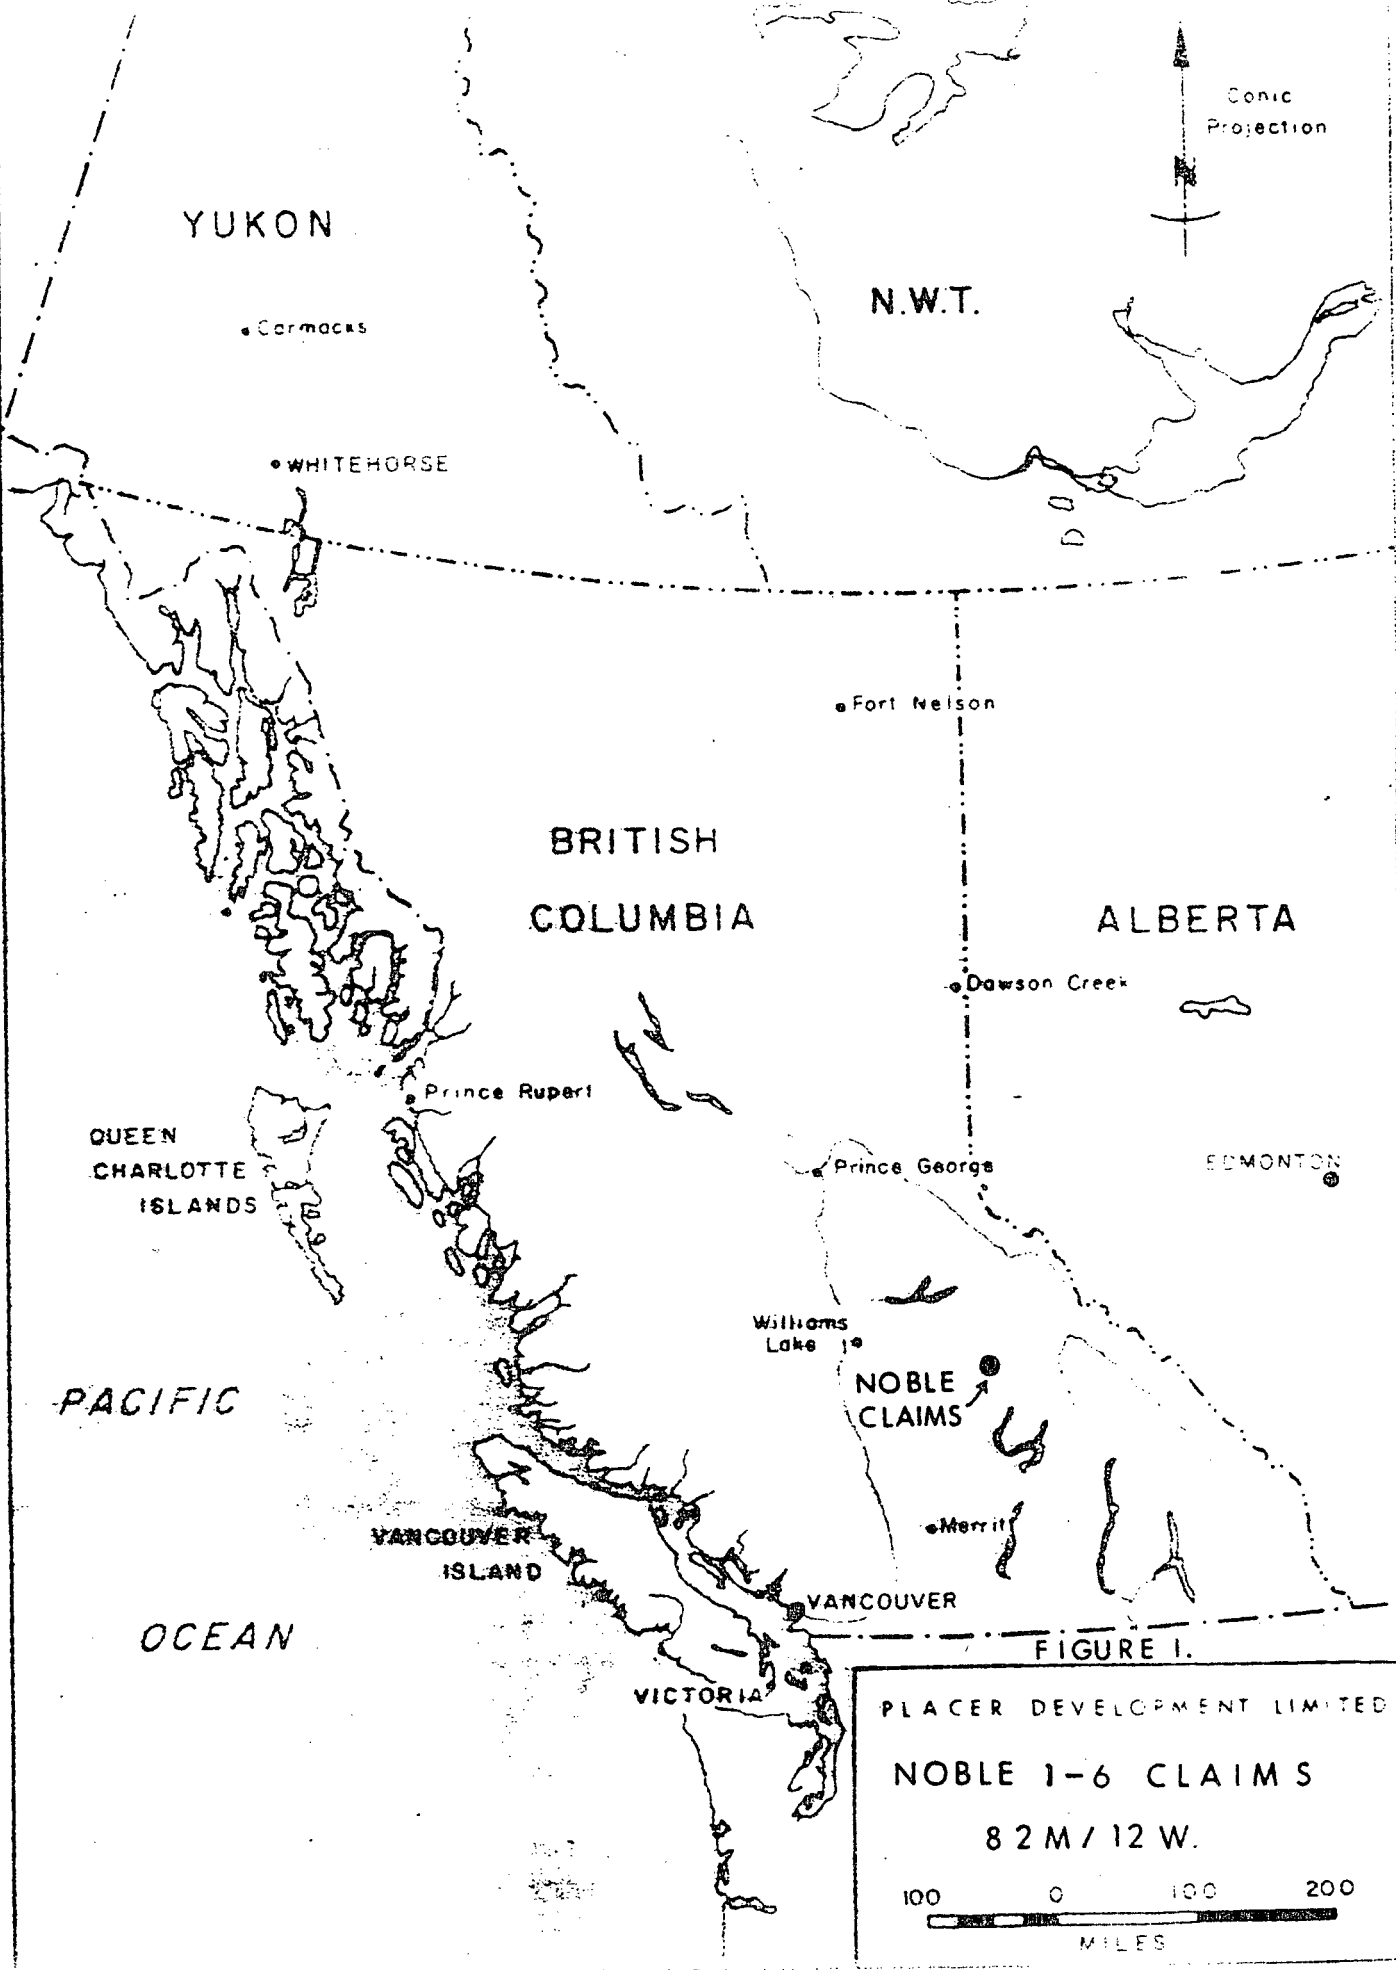 Conic
Projection
N
YUKON
N.W.T.
Carmacks
WHITEHORSE
Fort Nelson
BRITISH
COLUMBIA
ALBERTA
Dawson Creek
Prince Rupert
QUEEN
CHARLOTTE
ISLANDS
Prince George
EDMONTON
Williams
Lake
NOBLE
CLAIMS
PACIFIC
Merritt
VANCOUVER
ISLAND
VANCOUVER
OCEAN
VICTORIA
FIGURE 1.
PLACER DEVELOPMENT LIMITED
NOBLE 1-6 CLAIMS
82M/12W.
100 0 100 200
MILES